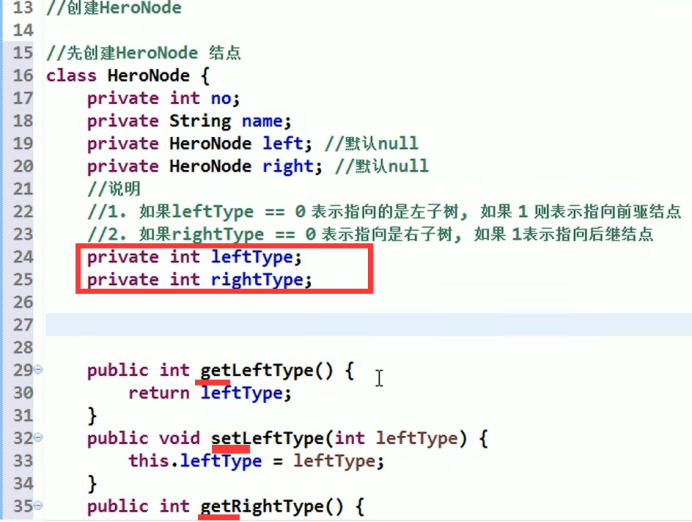 13 //创建HeroNode
14
15 //先创建HeroNode 结点
16 class HeroNode {
17 private int no;
18 private String name;
19 private HeroNode left; //默认null
20 private HeroNode right; //默认null
21 //说明
22 //1. 如果leftType == 0 表示指向的是左子树, 如果 1 则表示指向前驱结点
23 //2. 如果rightType == 0 表示指向是右子树, 如果 1表示指向后继结点
24 private int leftType;
25 private int rightType;
26
27
28
29 public int getLeftType() {
30 return leftType;
31 }
32 public void setLeftType(int leftType) {
33 this.leftType = leftType;
34 }
35 public int getRightType() {